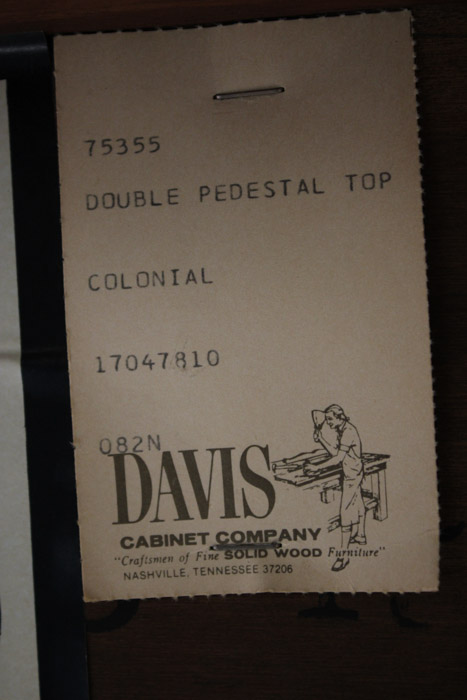 75355
DOUBLE PEDESTAL TOP
COLONIAL
17047810
082N
DAVIS
CABINET COMPANY
"Craftsmen of Fine SOLID WOOD Furniture"
NASHVILLE, TENNESSEE 37206